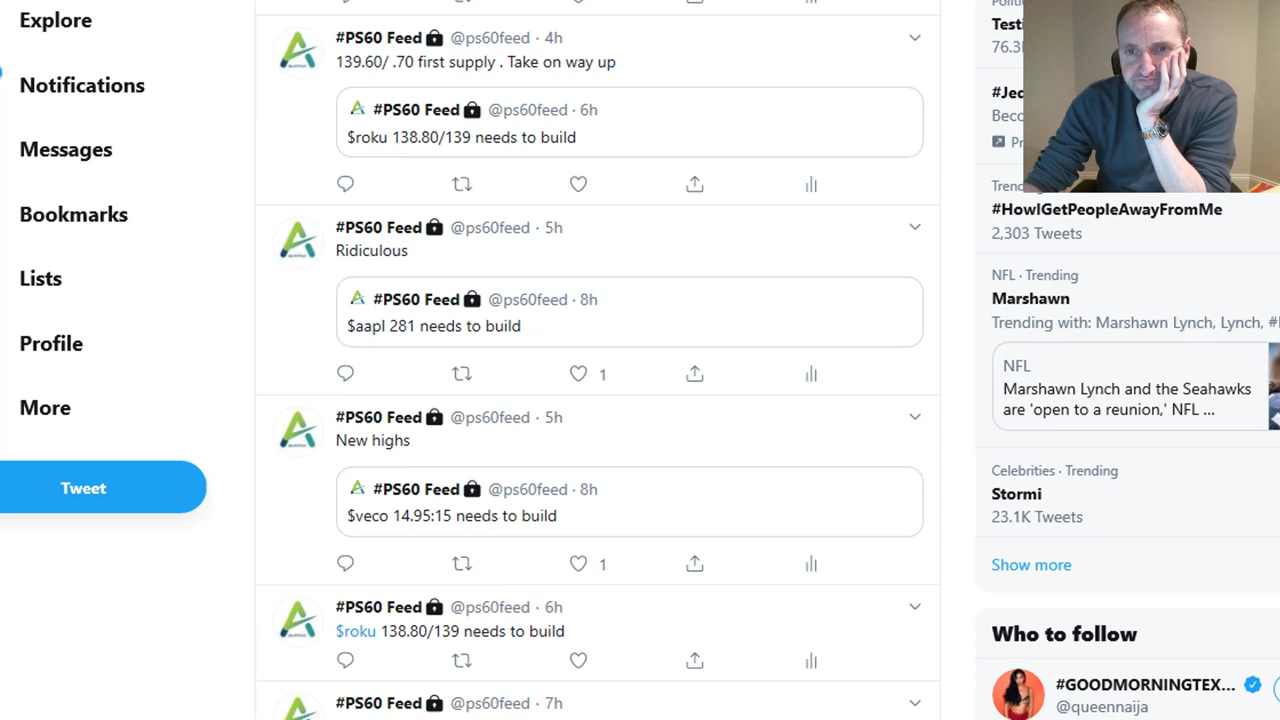 Explore
Notifications
Messages
Bookmarks
Lists
Profile
More
Tweet
#PS60 Feed @ps60feed · 4h
139.60/ .70 first supply . Take on way up
#PS60 Feed @ps60feed · 6h
$roku 138.80/139 needs to build
#PS60 Feed @ps60feed · 5h
Ridiculous
#PS60 Feed @ps60feed · 8h
$aapl 281 needs to build
1
#PS60 Feed @ps60feed · 5h
New highs
#PS60 Feed @ps60feed · 8h
$veco 14.95:15 needs to build
1
#PS60 Feed @ps60feed · 6h
$roku 138.80/139 needs to build
#PS60 Feed @ps60feed · 7h
#HowIGetPeopleAwayFromMe
2,303 Tweets
NFL · Trending
Marshawn
Trending with: Marshawn Lynch, Lynch,
NFL
Marshawn Lynch and the Seahawks
are 'open to a reunion,' NFL ...
Celebrities · Trending
Stormi
23.1K Tweets
Show more
Who to follow
#GOODMORNINGTEX...
@queennaija